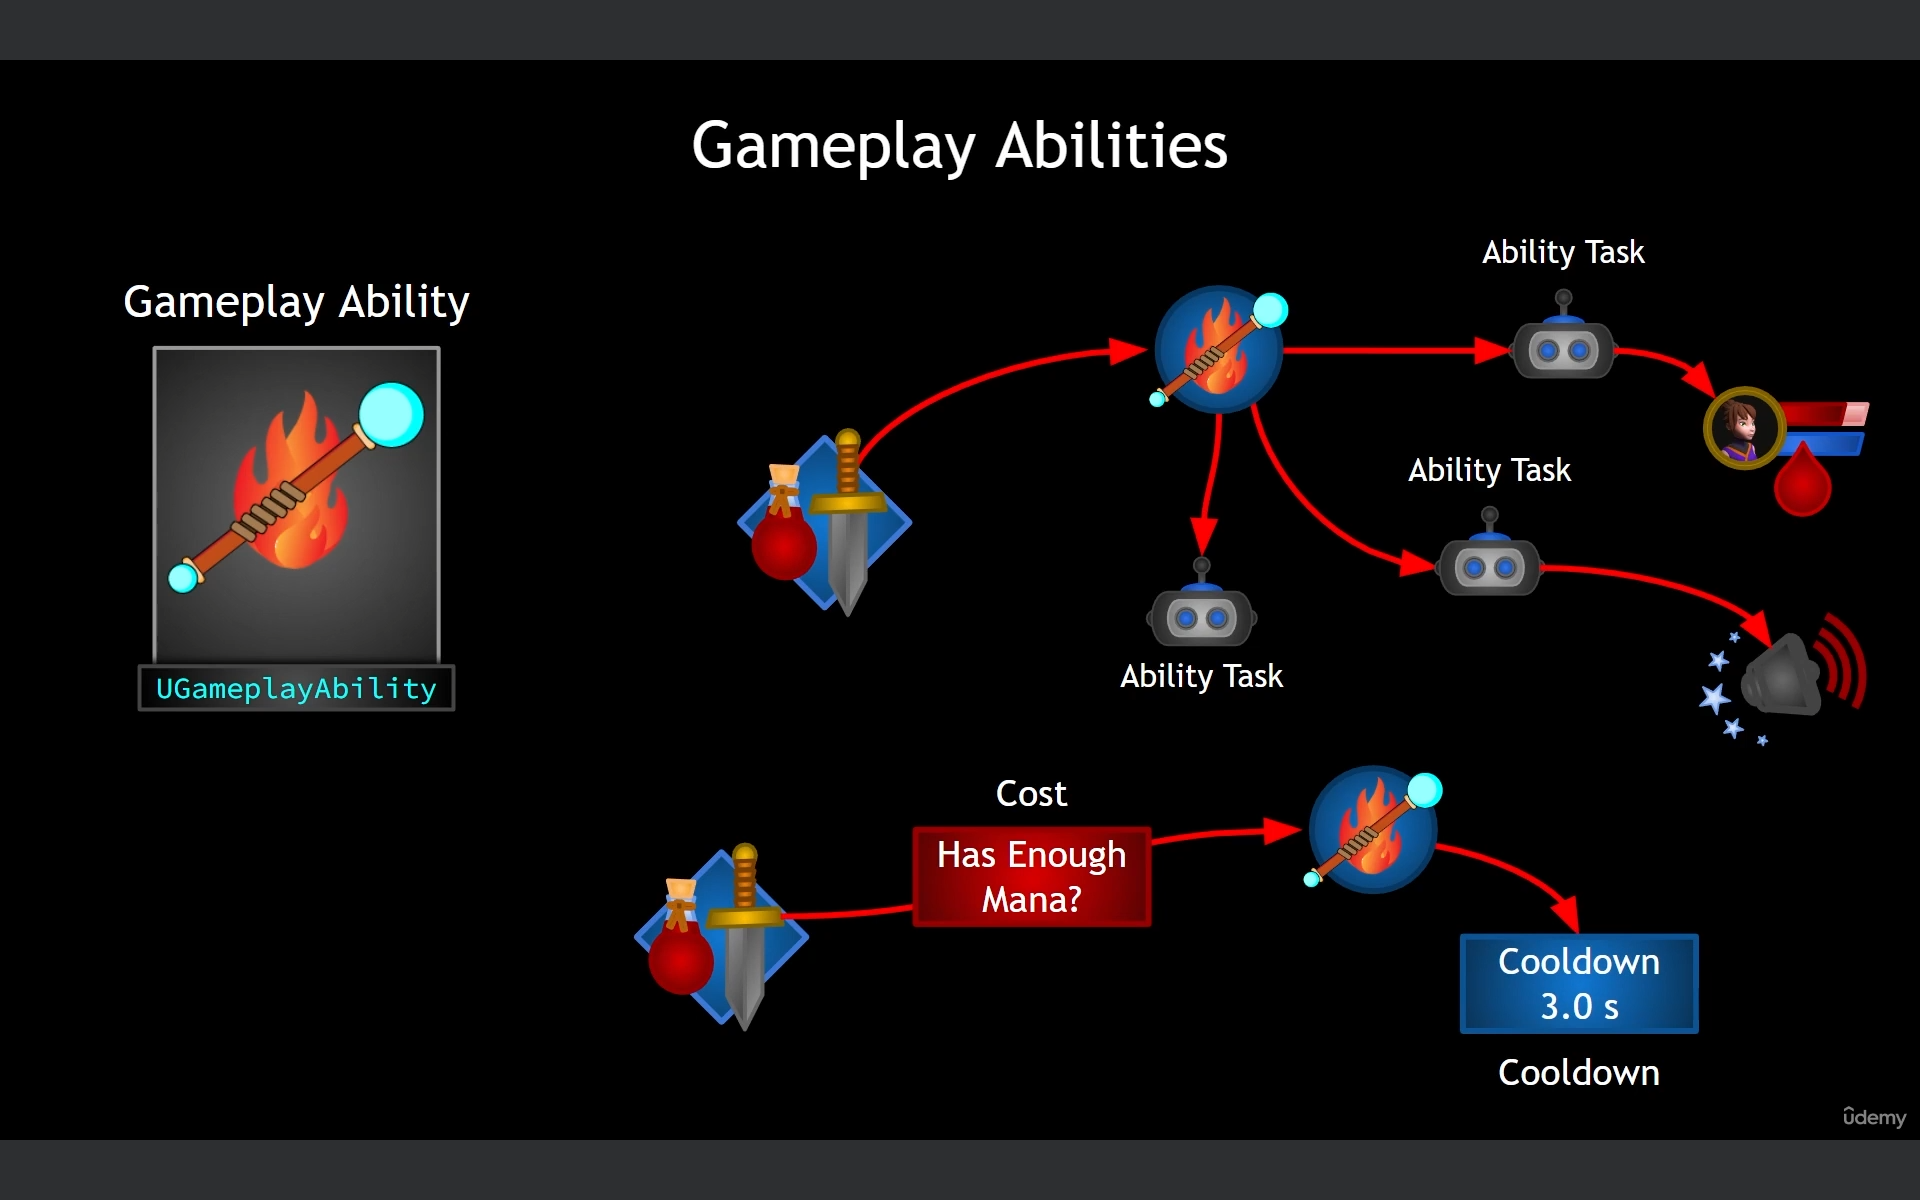 Gameplay Abilities
Gameplay Ability
UGameplayAbility
Ability Task
Ability Task
Ability Task
Cost
Has Enough
Mana?
Cooldown
3.0 s
Cooldown
ûdemy